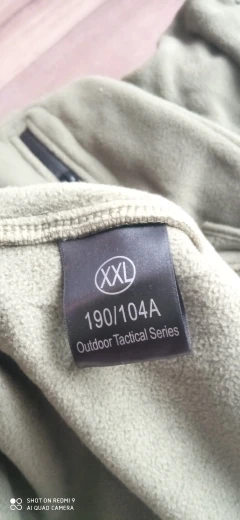 XXL
190/104A
Outdoor Tactical Series
SHOT ON REDMI 9
AI QUAD CAMERA